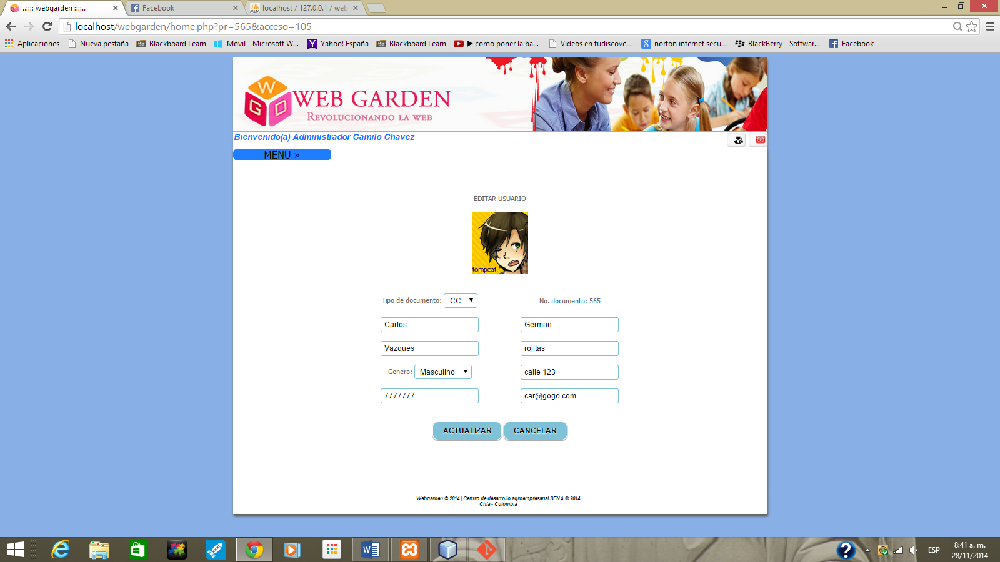 ..:::: webgarden ::::..
Facebook
localhost / 127.0.0.1 / web
localhost/webgarden/home.php?pr=565&acceso=105
Aplicaciones
Nueva pestaña
Blackboard Learn
Móvil - Microsoft W...
Yahoo! España
Blackboard Learn
▶ como poner la ba...
Videos en tudiscove...
norton internet secu...
BlackBerry - Softwar...
Facebook
W G D
WEB GARDEN
REVOLUCIONANDO LA WEB
Bienvenido(a) Administrador Camilo Chavez
MENU »
EDITAR USUARIO
tompcat.
Tipo de documento: CC
No. documento: 565
Carlos
German
Vazques
rojitas
Genero: Masculino
calle 123
7777777
car@gogo.com
ACTUALIZAR
CANCELAR
Webgarden © 2014 | Centro de desarrollo agroempresarial SENA © 2014
Chía - Colombia
ESP
8:41 a. m.
28/11/2014